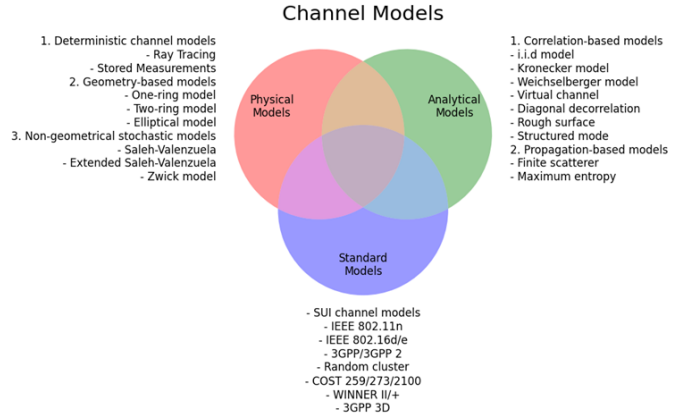 Channel Models
1. Deterministic channel models
- Ray Tracing
- Stored Measurements
2. Geometry-based models
- One-ring model
- Two-ring model
- Elliptical model
3. Non-geometrical stochastic models
- Saleh-Valenzuela
- Extended Saleh-Valenzuela
- Zwick model
Physical
Models
Analytical
Models
1. Correlation-based models
- i.i.d model
- Kronecker model
- Weichselberger model
- Virtual channel
- Diagonal decorrelation
- Rough surface
- Structured mode
2. Propagation-based models
- Finite scatterer
- Maximum entropy
Standard
Models
- SUI channel models
- IEEE 802.11n
- IEEE 802.16d/e
- 3GPP/3GPP 2
- Random cluster
- COST 259/273/2100
- WINNER II/+
- 3GPP 3D